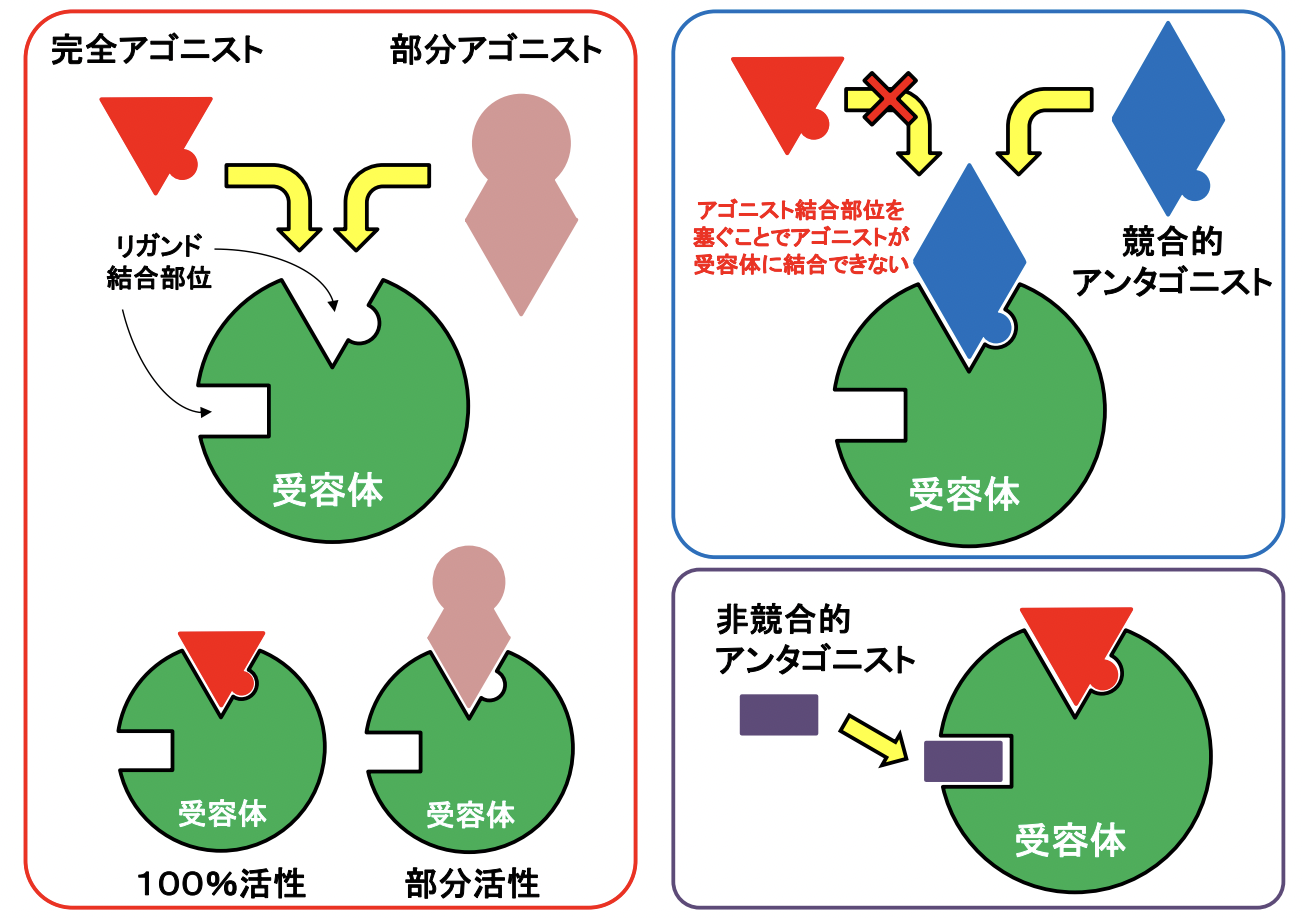 完全アゴニスト
部分アゴニスト
リガンド
結合部位
受容体
受容体
受容体
100%活性
部分活性
アゴニスト結合部位を
塞ぐことでアゴニストが
受容体に結合できない
競合的
アンタゴニスト
受容体
非競合的
アンタゴニスト
受容体